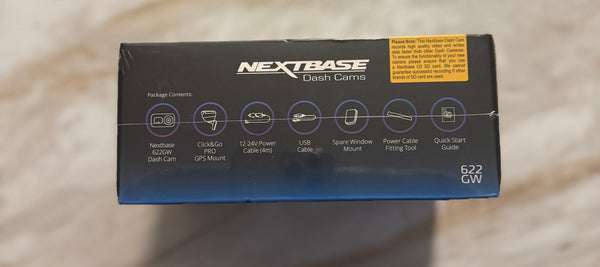 Please Note: This NextBase Dash Cam
records high quality video and writes
data faster than other Dash Cameras.
To ensure the functionality of your new
camera please ensure that you use
a Nextbase U3 SD card. We cannot
guarantee successful recording if other
brands of SD card are used.
NEXTBASE
Dash Cams
Package Contents:
Nextbase
622GW
Dash Cam
Click&Go
PRO
GPS Mount
12-24V Power
Cable (4m)
USB
Cable
Spare Window
Mount
Power Cable
Fitting Tool
Quick Start
Guide
622
GW